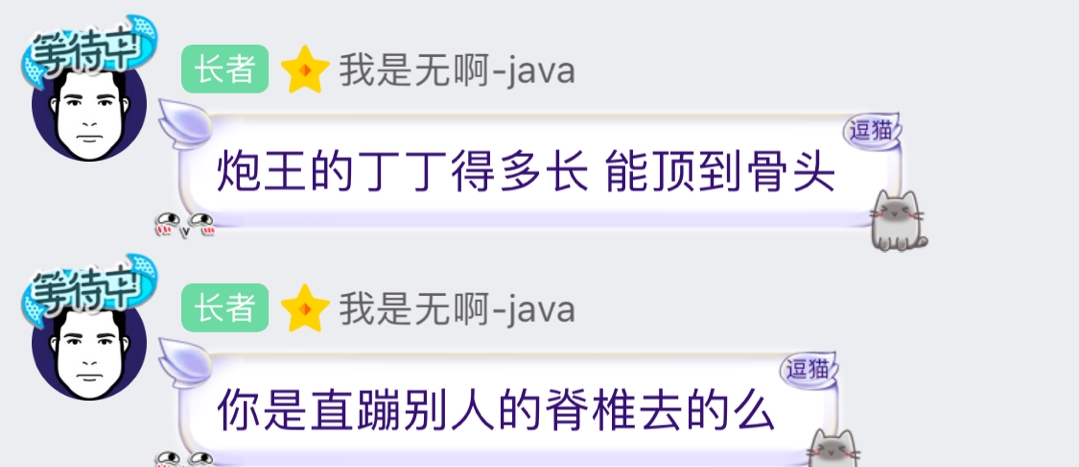 等待中
长者 我是无啊-java
逗猫
炮王的丁丁得多长 能顶到骨头
等待中
长者 我是无啊-java
逗猫
你是直蹦别人的脊椎去的么